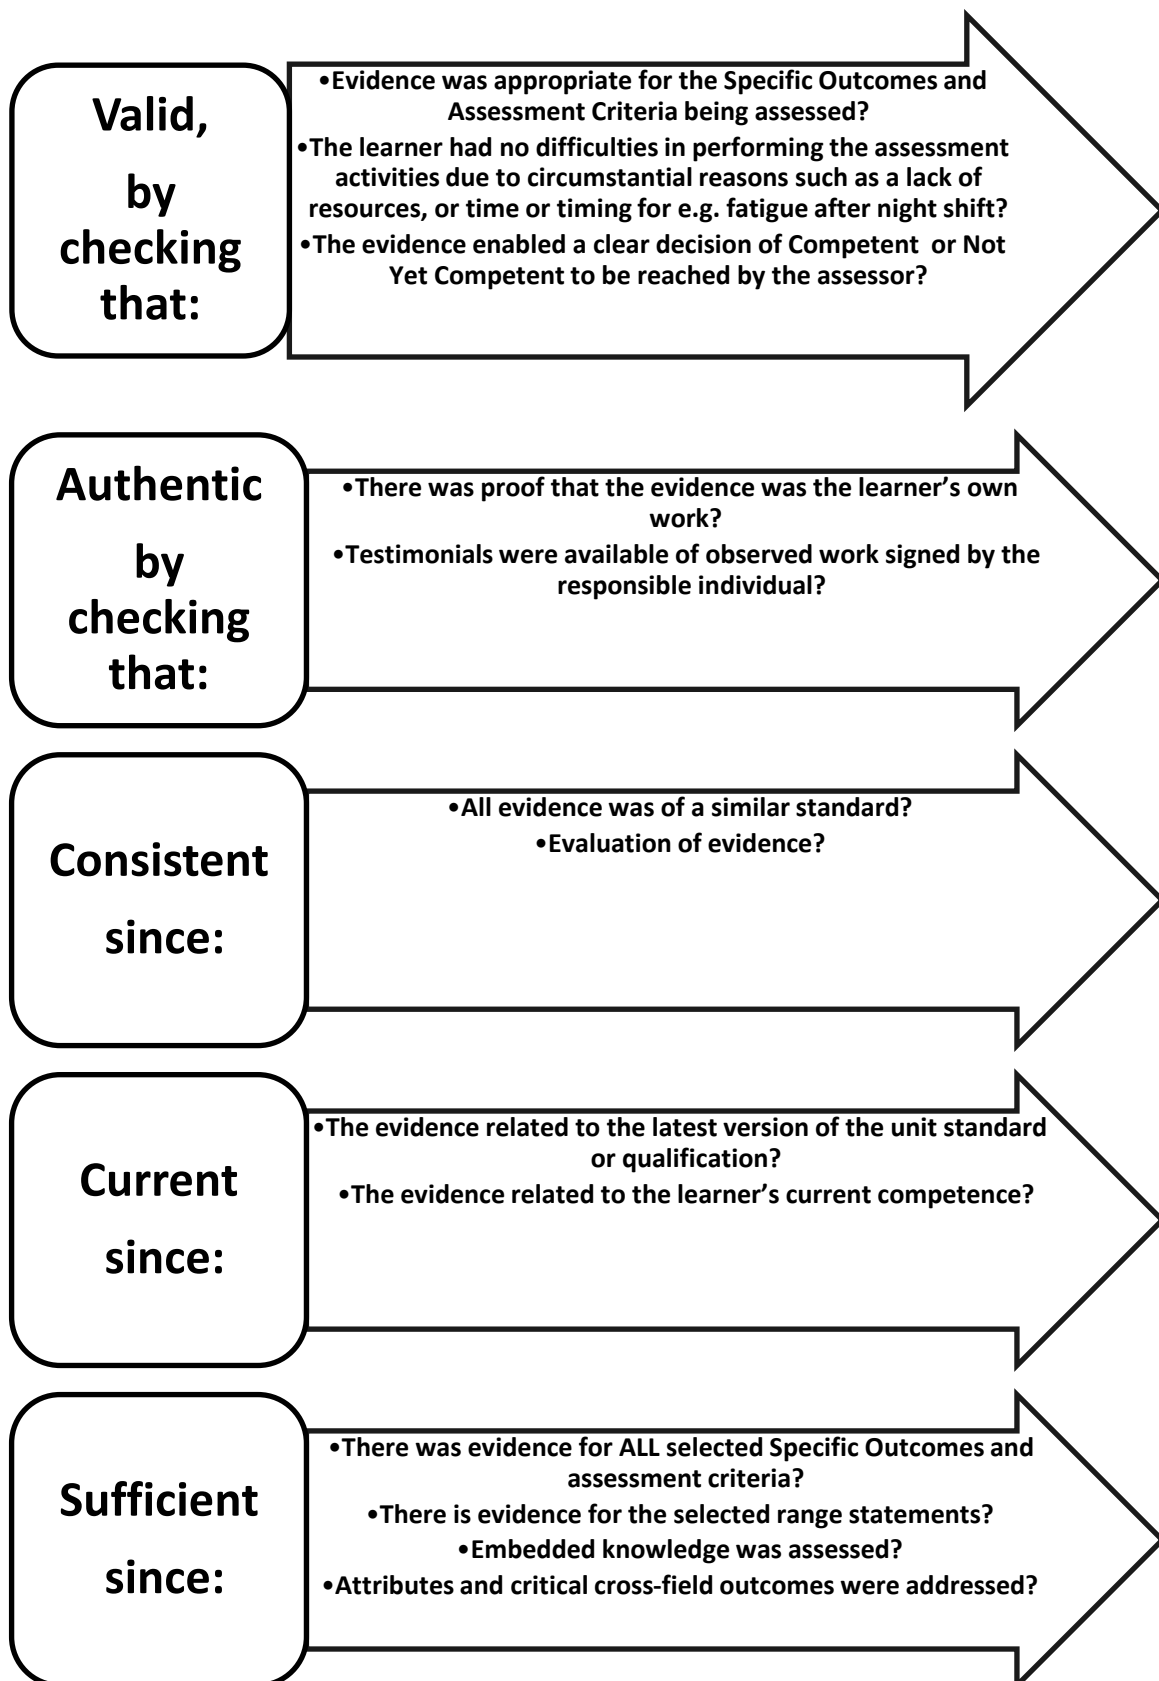 Valid,
by
checking
that:
•Evidence was appropriate for the Specific Outcomes and
Assessment Criteria being assessed?
•The learner had no difficulties in performing the assessment
activities due to circumstantial reasons such as a lack of
resources, or time or timing for e.g. fatigue after night shift?
•The evidence enabled a clear decision of Competent or Not
Yet Competent to be reached by the assessor?
Authentic
by
checking
that:
•There was proof that the evidence was the learner’s own
work?
•Testimonials were available of observed work signed by the
responsible individual?
Consistent
since:
•All evidence was of a similar standard?
•Evaluation of evidence?
Current
since:
•The evidence related to the latest version of the unit standard
or qualification?
•The evidence related to the learner’s current competence?
Sufficient
since:
•There was evidence for ALL selected Specific Outcomes and
assessment criteria?
•There is evidence for the selected range statements?
•Embedded knowledge was assessed?
•Attributes and critical cross-field outcomes were addressed?